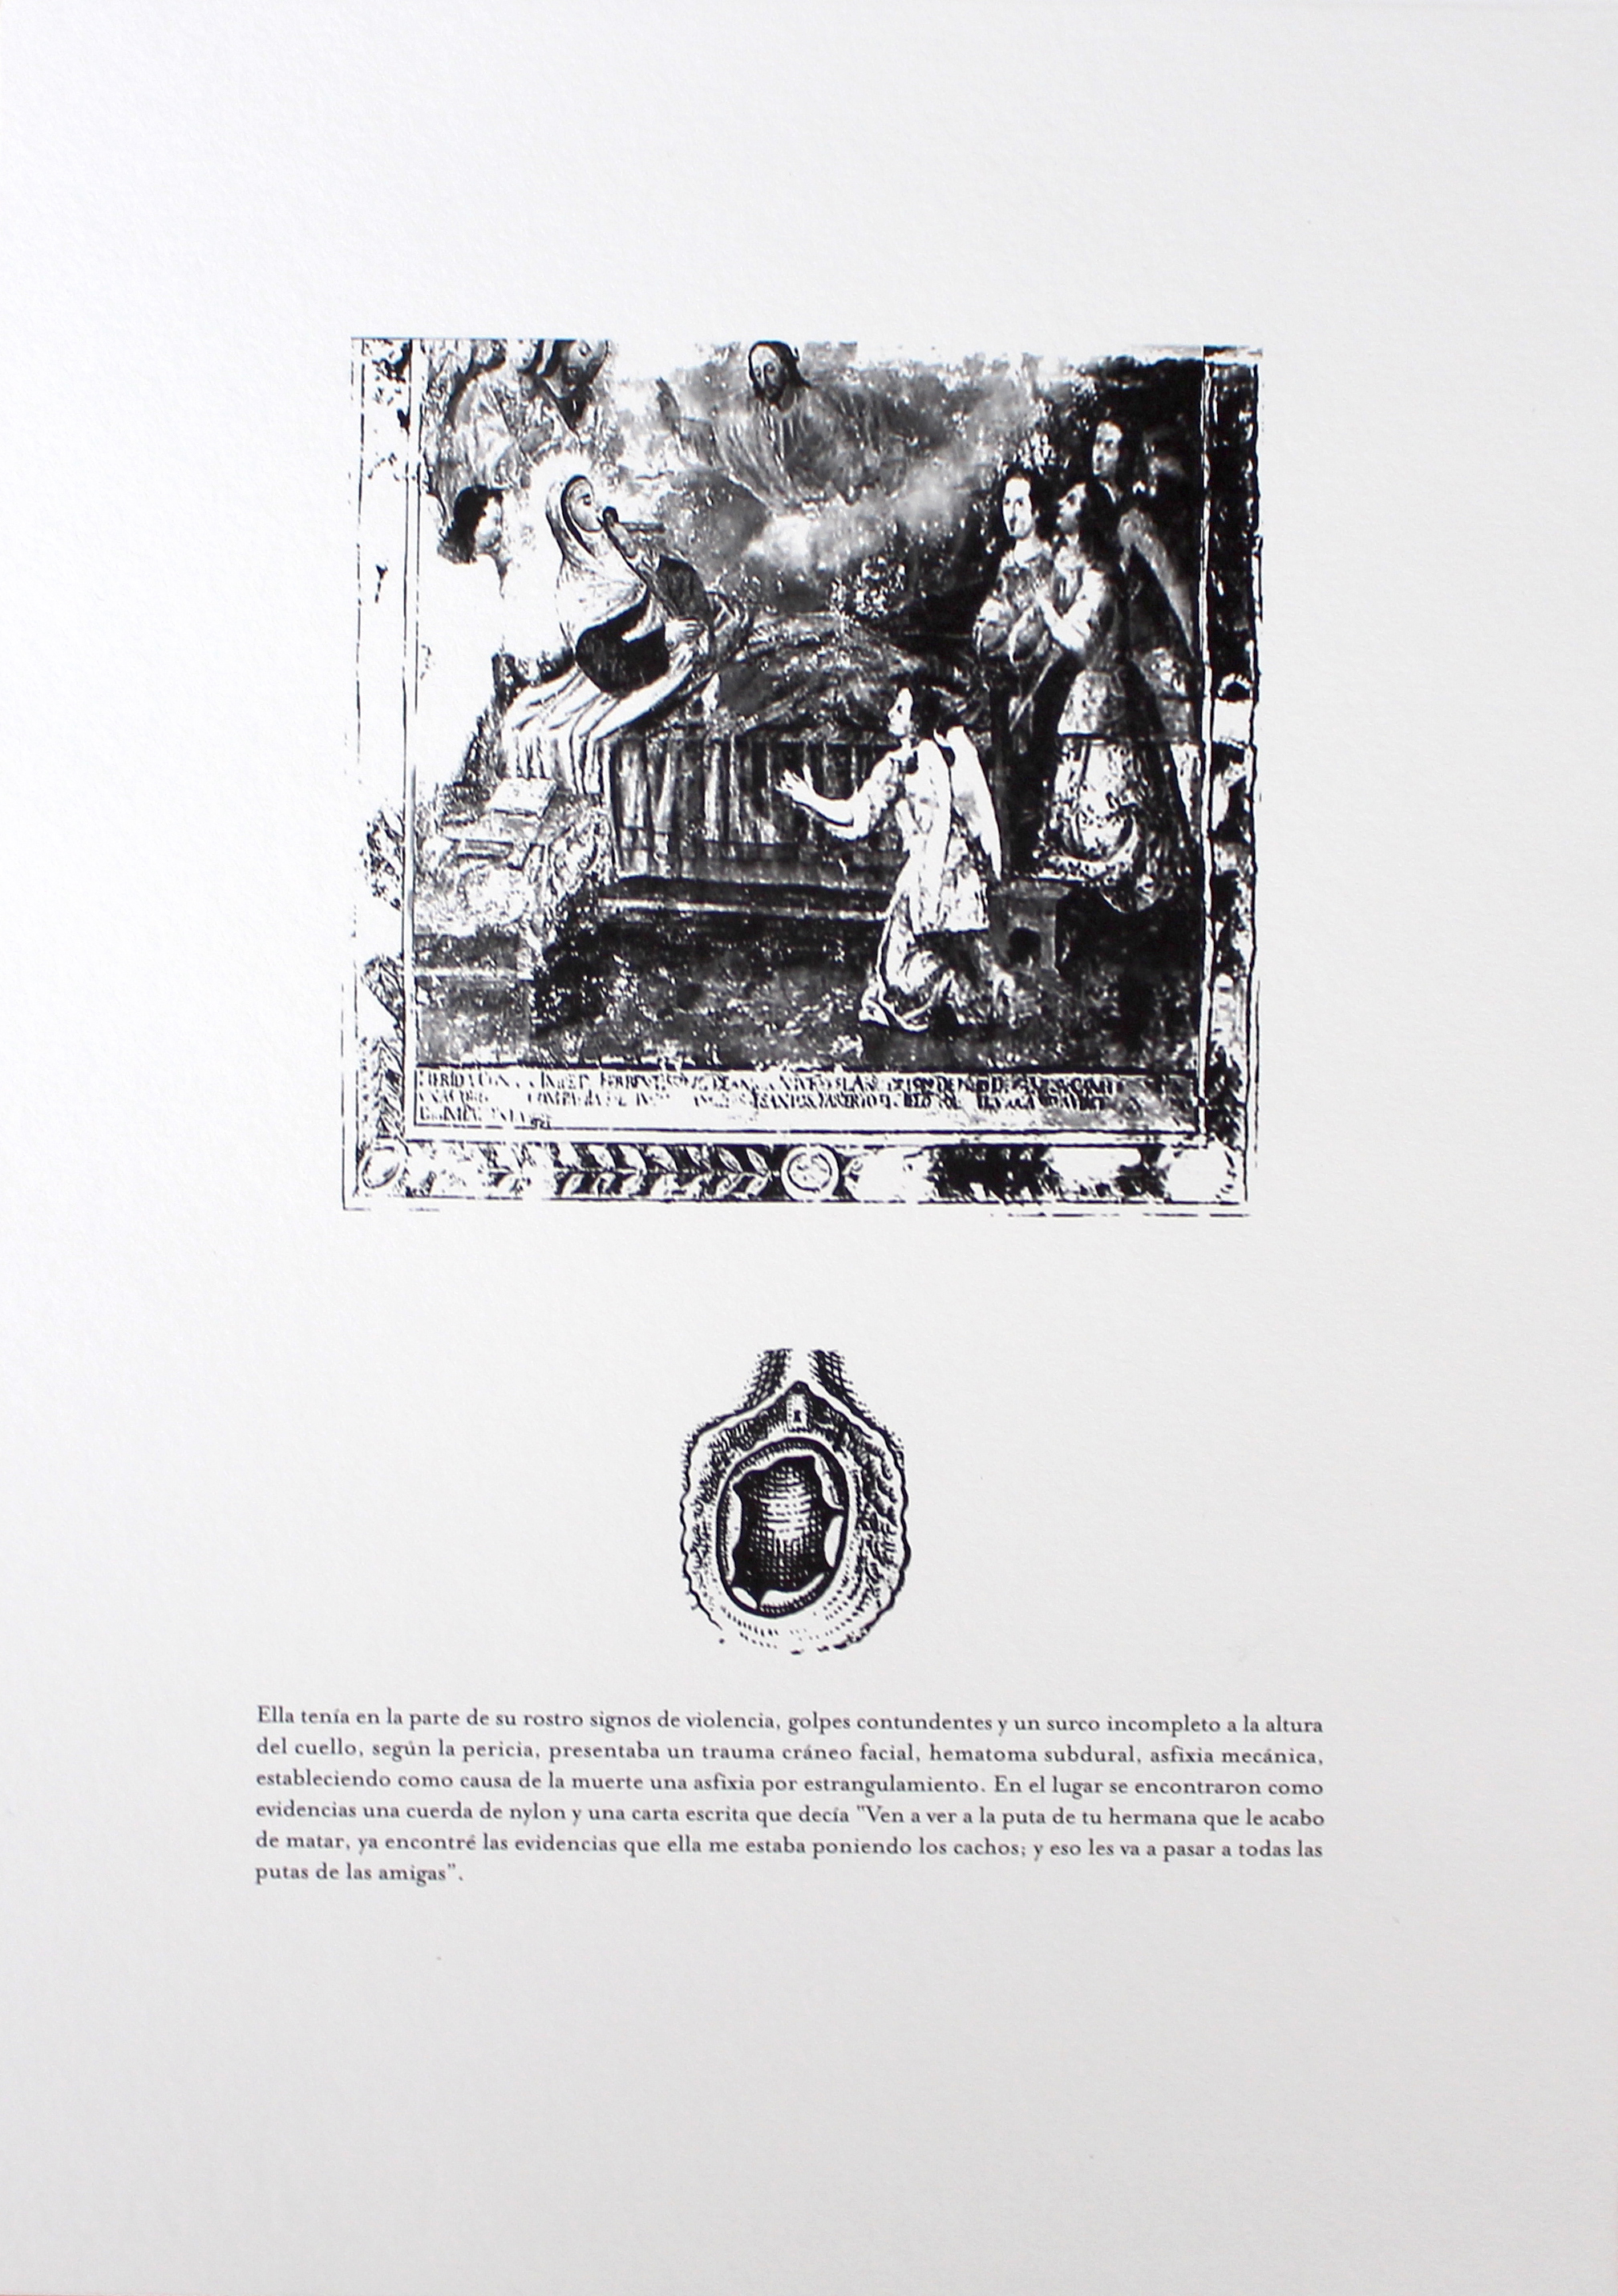 Ella tenía en la parte de su rostro signos de violencia, golpes contundentes y un surco incompleto a la altura
del cuello, según la pericia, presentaba un trauma cráneo facial, hematoma subdural, asfixia mecánica,
estableciendo como causa de la muerte una asfixia por estrangulamiento. En el lugar se encontraron como
evidencias una cuerda de nylon y una carta escrita que decía "Ven a ver a la puta de tu hermana que le acabo
de matar, ya encontré las evidencias que ella me estaba poniendo los cachos; y eso les va a pasar a todas las
putas de las amigas”.